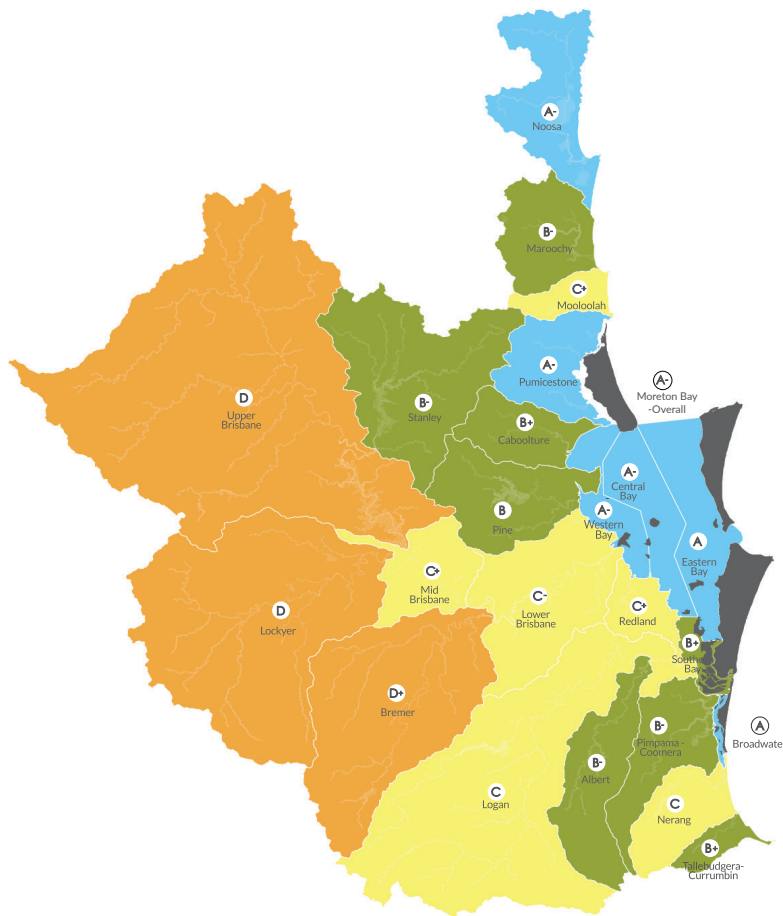 A-
Noosa
B-
Maroochy
C+
Mooloolah
A-
Pumicestone
A-
Moreton Bay
-Overall
D
Upper
Brisbane
B-
Stanley
B+
Caboolture
A-
Central
Bay
B
Pine
A-
Western
Bay
A
Eastern
Bay
C+
Mid
Brisbane
C-
Lower
Brisbane
C+
Redland
D
Lockyer
B+
South
Bay
D+
Bremer
B-
Pimpama -
Coomera
A
Broadwate
B-
Albert
C
Logan
C
Nerang
B+
Tallebudgera-
Currumbin